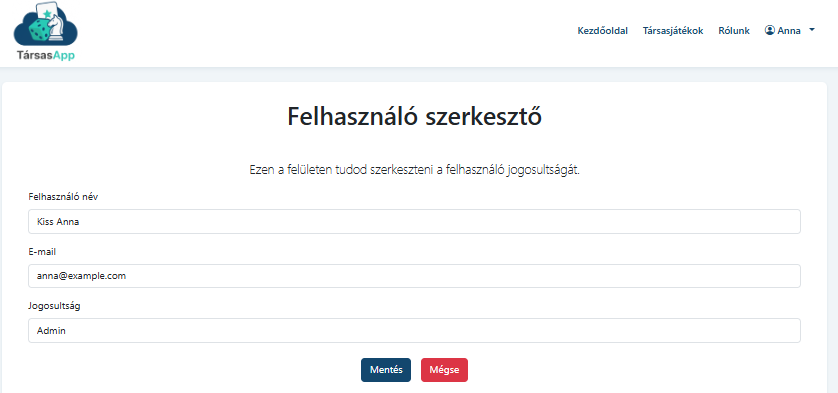 TársasApp
Kezdőoldal Társasjátékok Rólunk Anna
Felhasználó szerkesztő
Ezen a felületen tudod szerkeszteni a felhasználó jogosultságát.
Felhasználó név
Kiss Anna
E-mail
anna@example.com
Jogosultság
Admin
Mentés Mégse